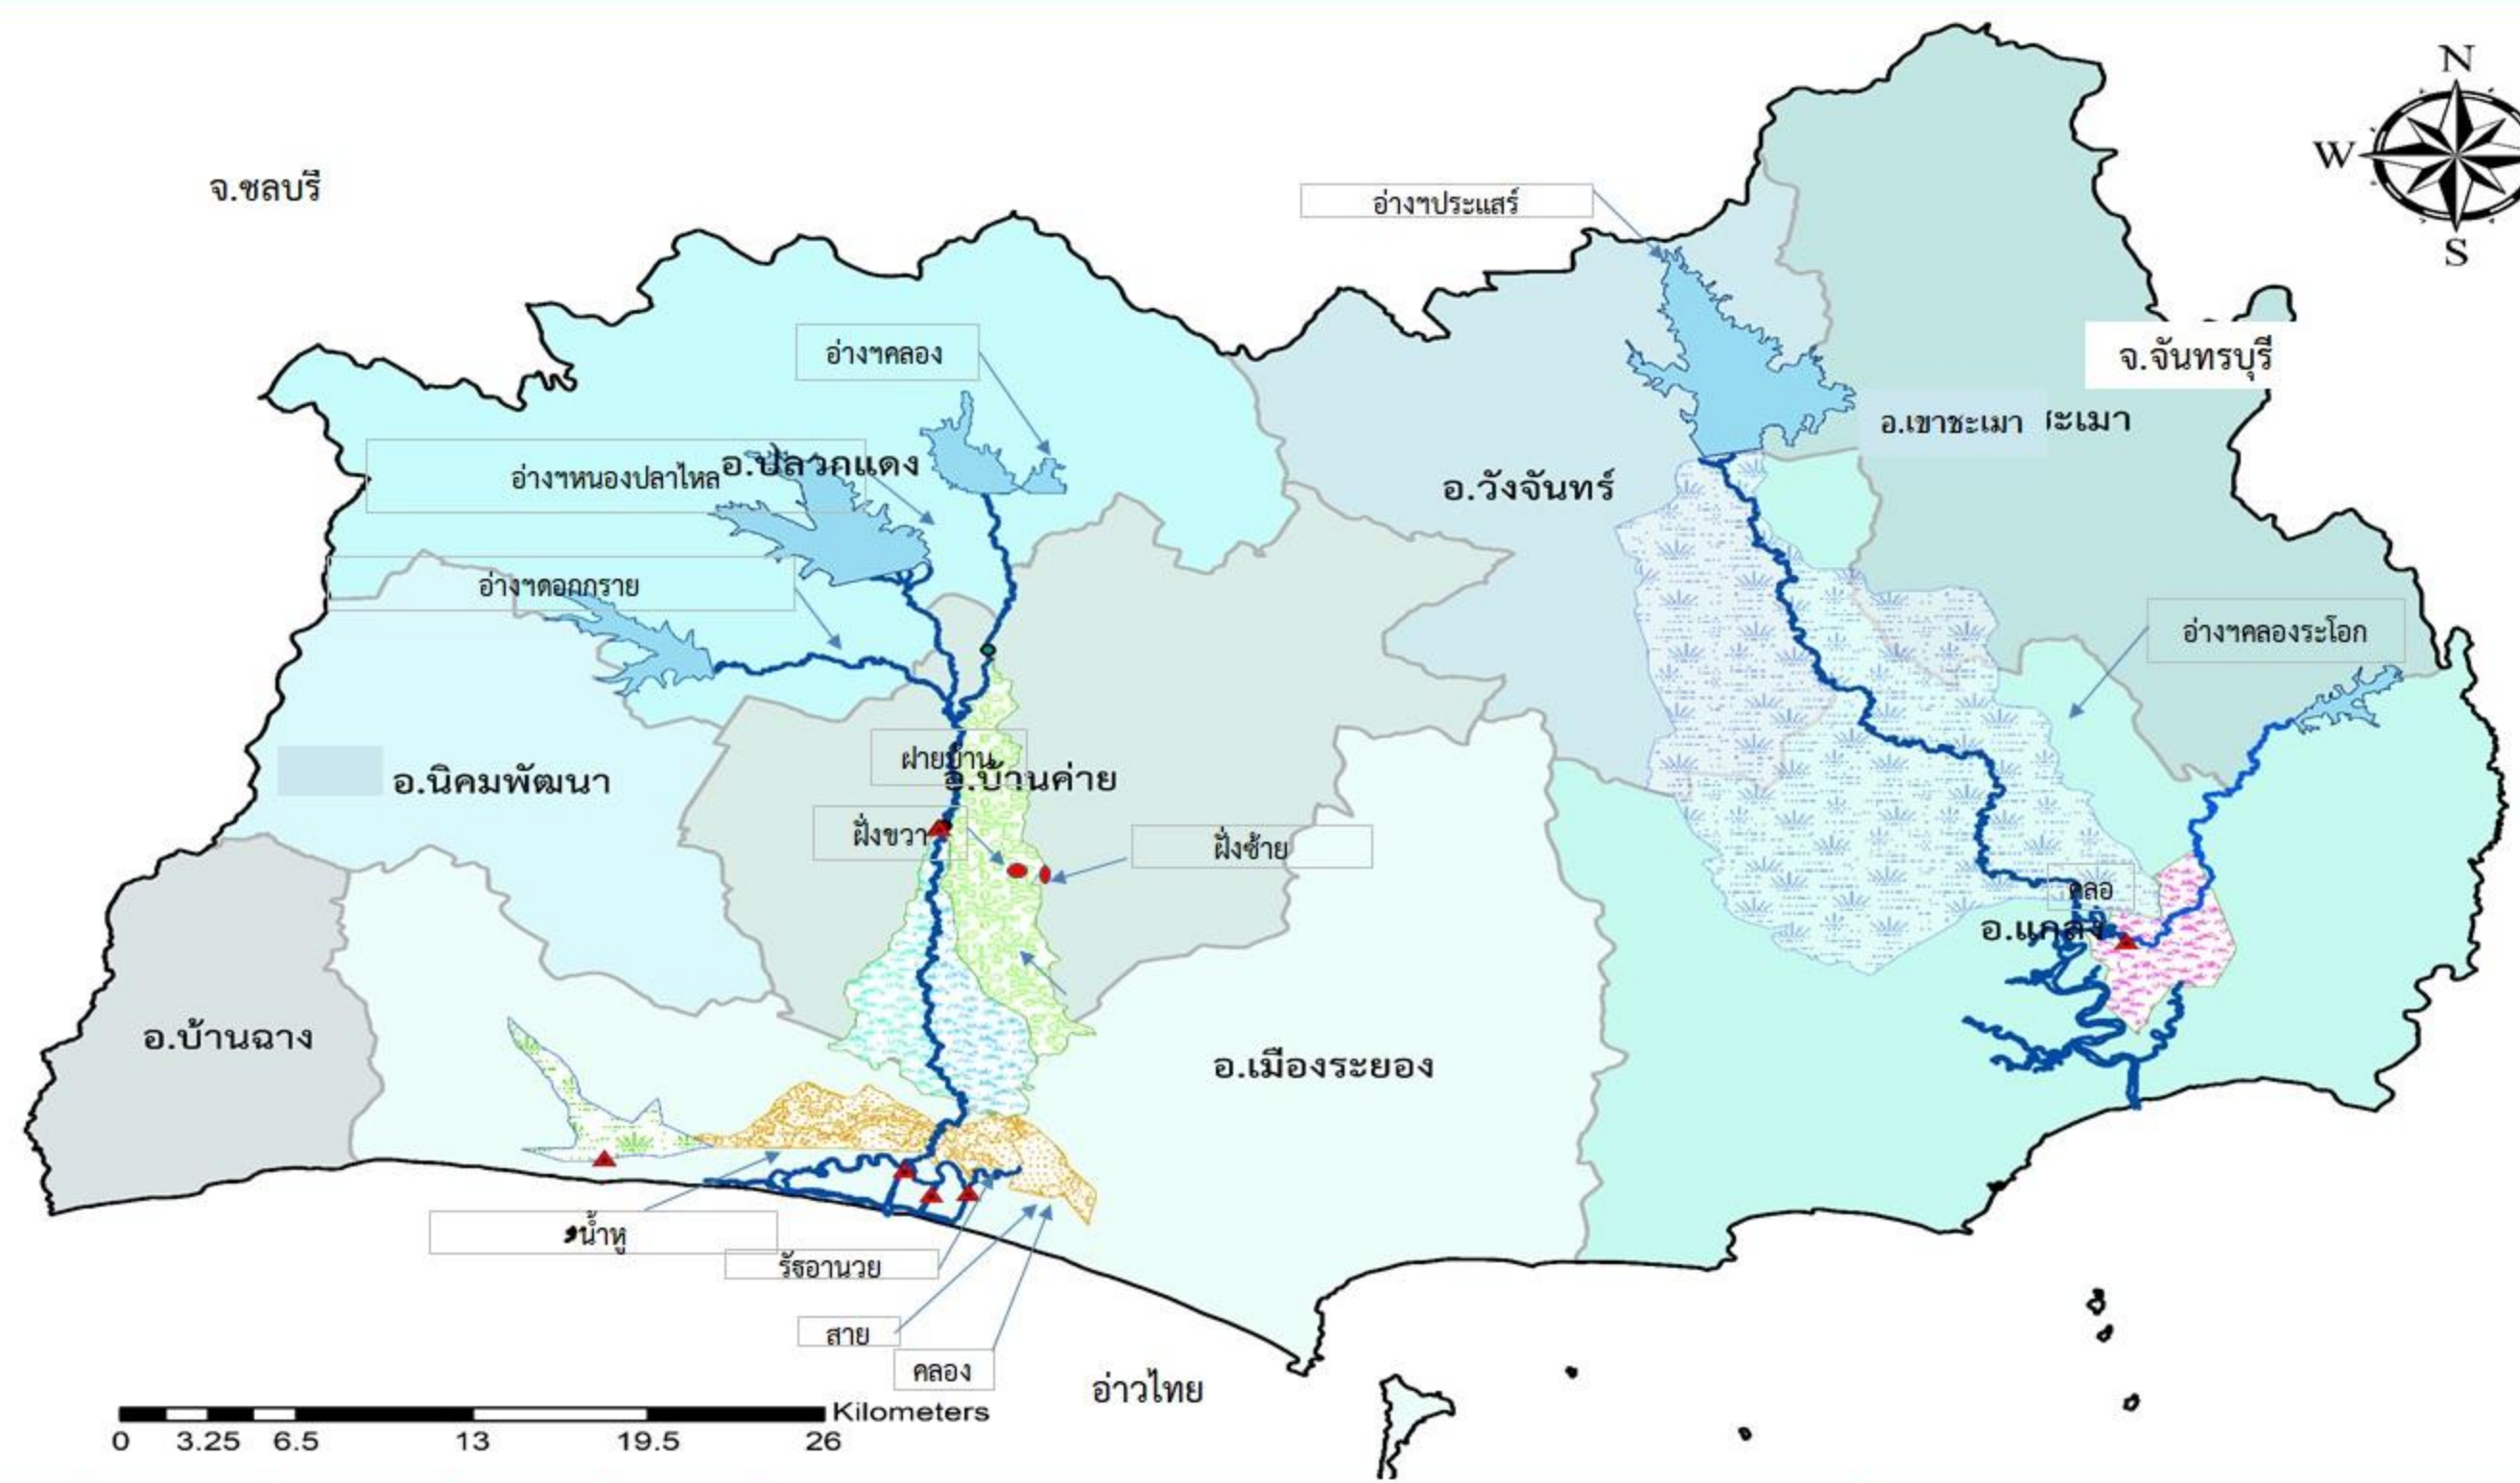 N
W
S
จ.ชลบรี
อ่างฯประแสร์
อ่างฯคลอง
จ.จันทรบุรี
อ.เขาชะเมา
ะเมา
อ.ปลวกแดง
อ่างฯหนองปลาไหล
อ.วังจันทร์
อ่างฯดอกกราย
อ่างฯคลองระโอก
ฝายบ้าน
อ.บ้านค่าย
อ.นิคมพัฒนา
ฝั่งขวา
ฝั่งซ้าย
คลอ
อ.แกลง
อ.บ้านฉาง
อ.เมืองระยอง
น้ำหู
รัฐอานวย
สาย
คลอง
อ่าวไทย
Kilometers
0 3.25 6.5 13 19.5 26